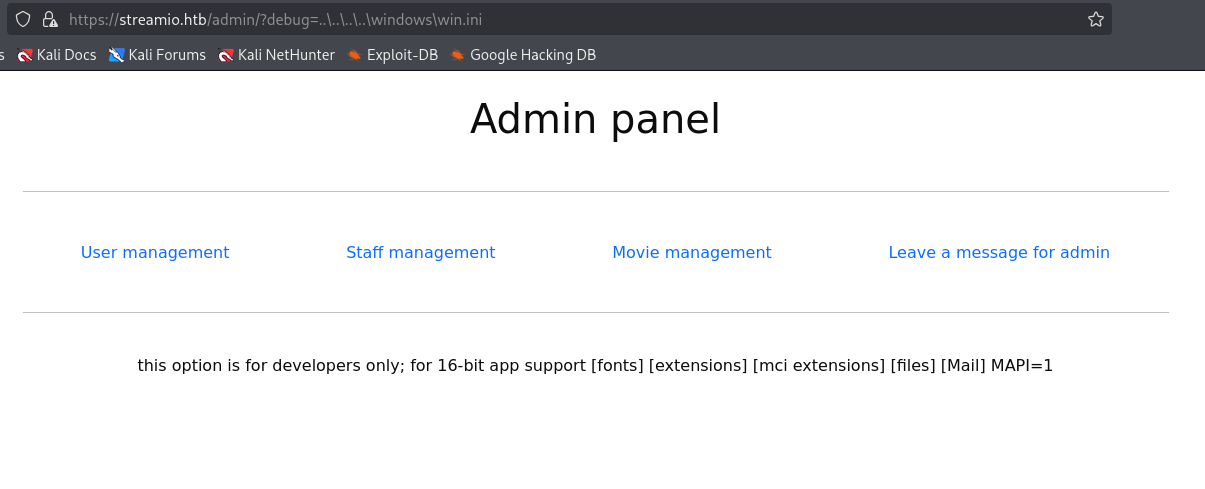 https://streamio.htb/admin/?debug=..\..\..\..\windows\win.ini
s Kali Docs Kali Forums Kali NetHunter Exploit-DB Google Hacking DB
Admin panel
User management Staff management Movie management Leave a message for admin
this option is for developers only; for 16-bit app support [fonts] [extensions] [mci extensions] [files] [Mail] MAPI=1